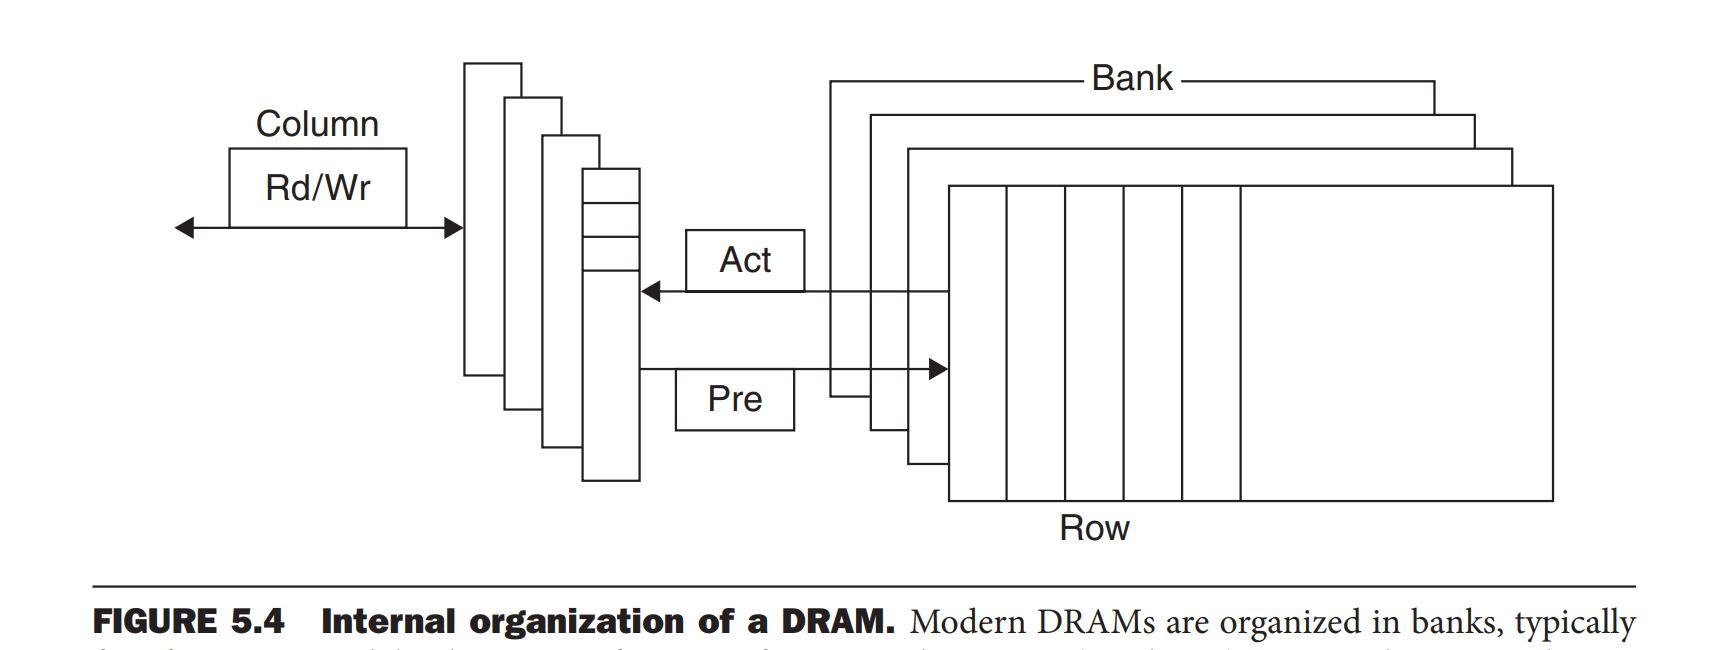 Bank
Column
Rd/Wr
Act
Pre
Row
FIGURE 5.4 Internal organization of a DRAM. Modern DRAMs are organized in banks, typically